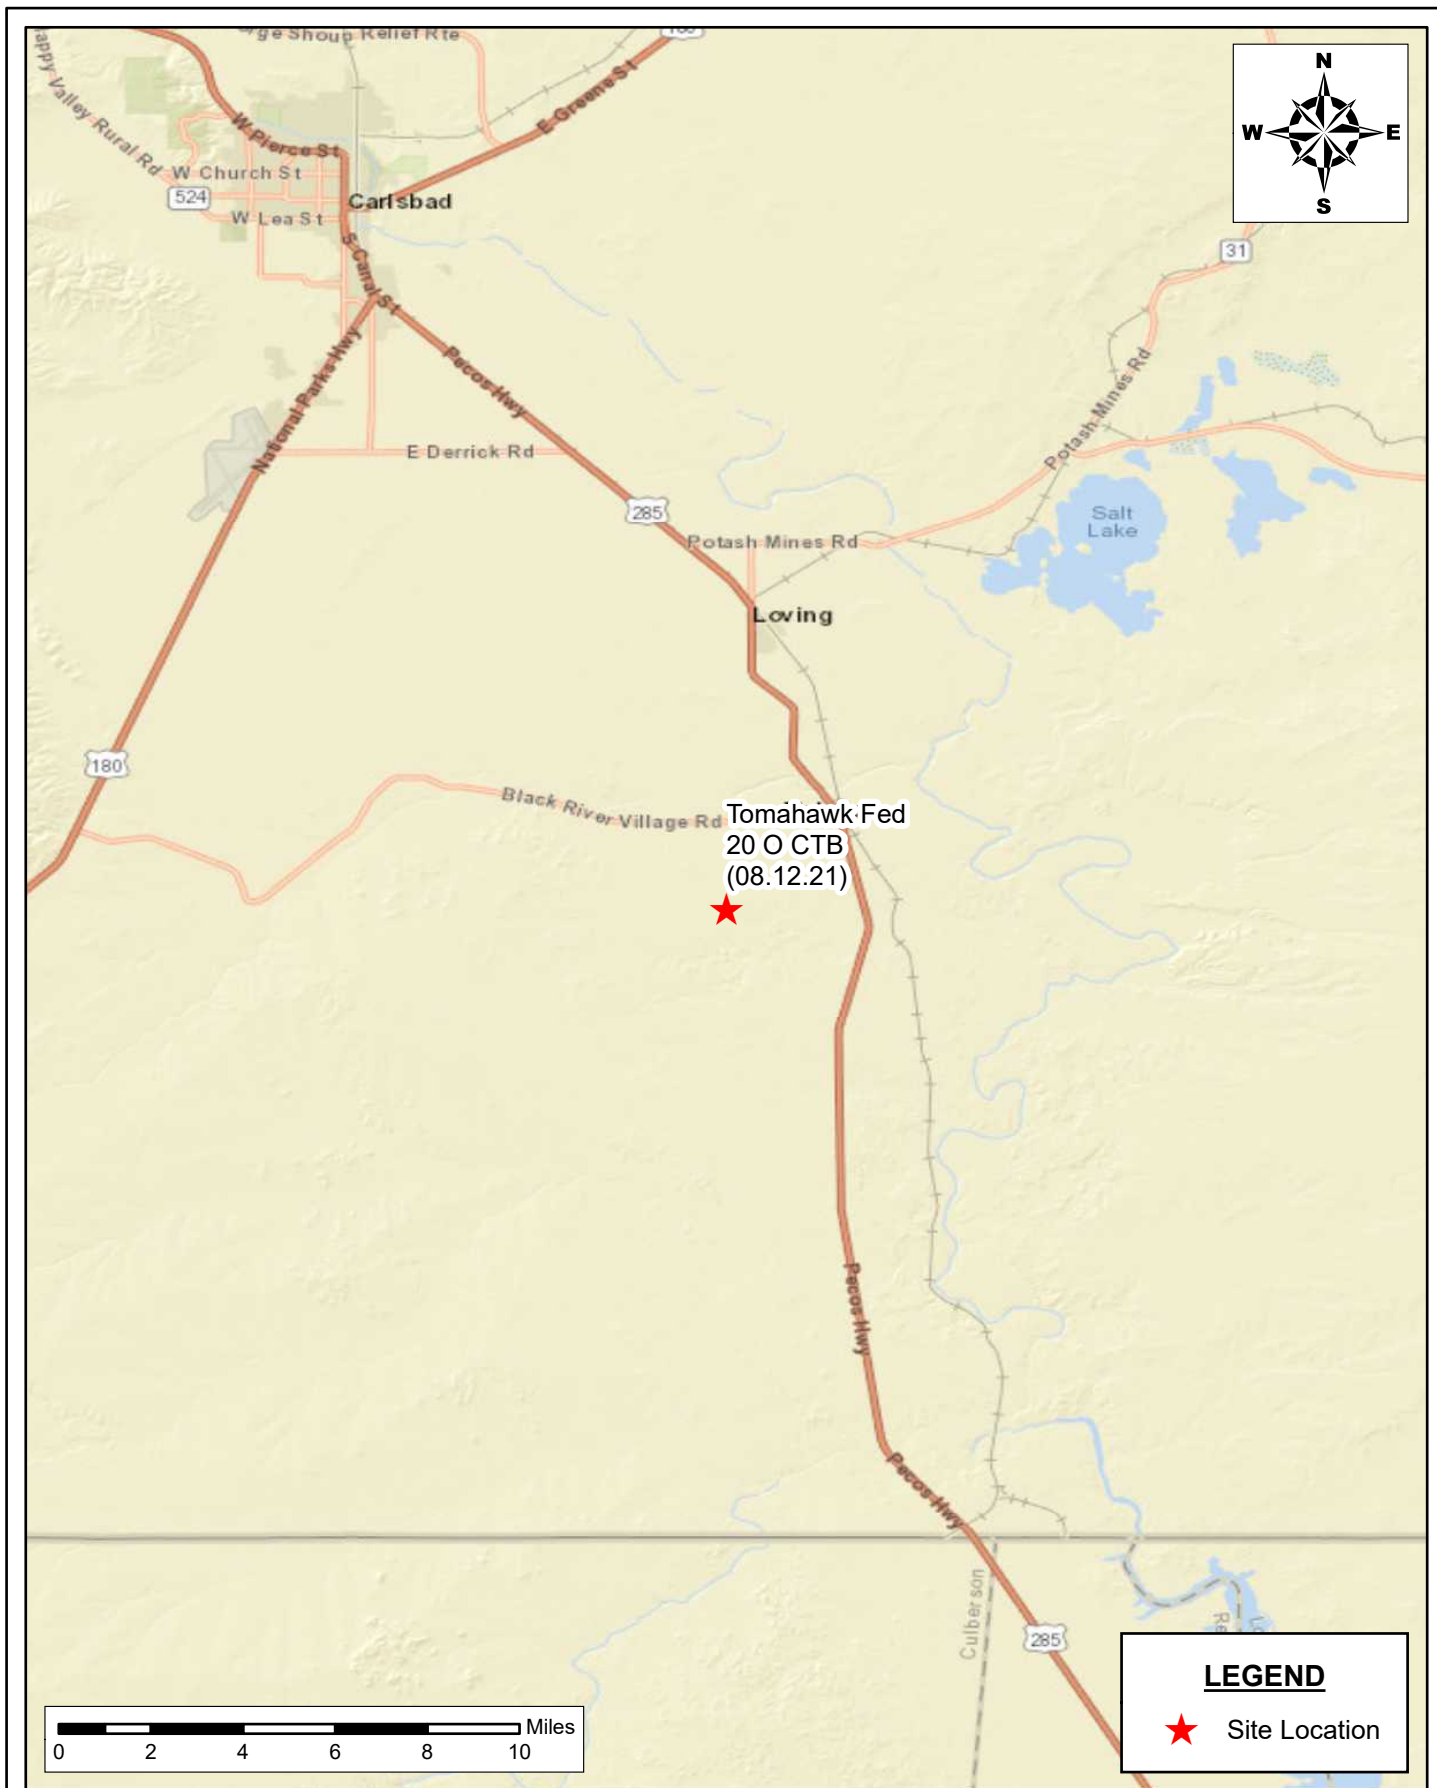 rge Shoup Relief Rte
Happy Valley Rural Rd
W Pierce St
E Greene St
N
W
E
S
W Church St
524
Carlsbad
W Lea St
S Canal St
31
National Parks Hwy
Pecos Hwy
Potash Mines Rd
E Derrick Rd
285
Salt
Lake
Potash Mines Rd
Loving
180
Black River Village Rd
Tomahawk Fed
20 O CTB
(08.12.21)
Pecos Hwy
Pecos Hwy
Culberson
285
LEGEND
Site Location
Miles
0 2 4 6 8 10